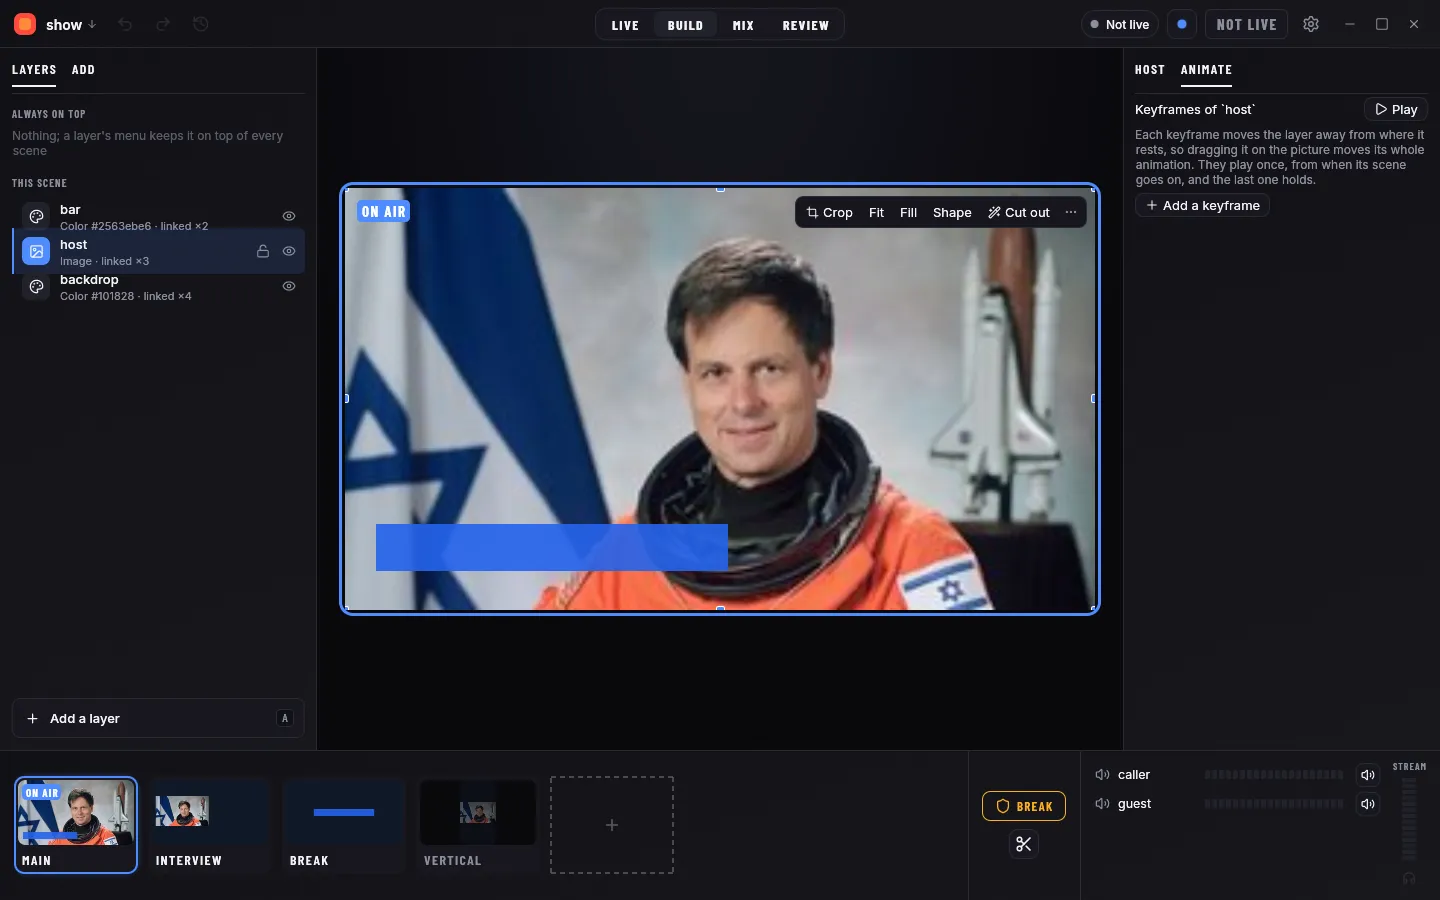 show
LIVE
BUILD
MIX
REVIEW
Not live
NOT LIVE
LAYERS
ADD
ALWAYS ON TOP
Nothing; a layer's menu keeps it on top of every
scene
THIS SCENE
bar
Color #2563ebe6 · linked ×2
host
Image · linked ×3
backdrop
Color #101828 · linked ×4
Add a layer
A
ON AIR
Crop
Fit
Fill
Shape
Cut out
HOST
ANIMATE
Keyframes of `host`
Play
Each keyframe moves the layer away from where it
rests, so dragging it on the picture moves its whole
animation. They play once, from when its scene
goes on, and the last one holds.
Add a keyframe
ON AIR
MAIN
INTERVIEW
BREAK
VERTICAL
BREAK
caller
guest
STREAM